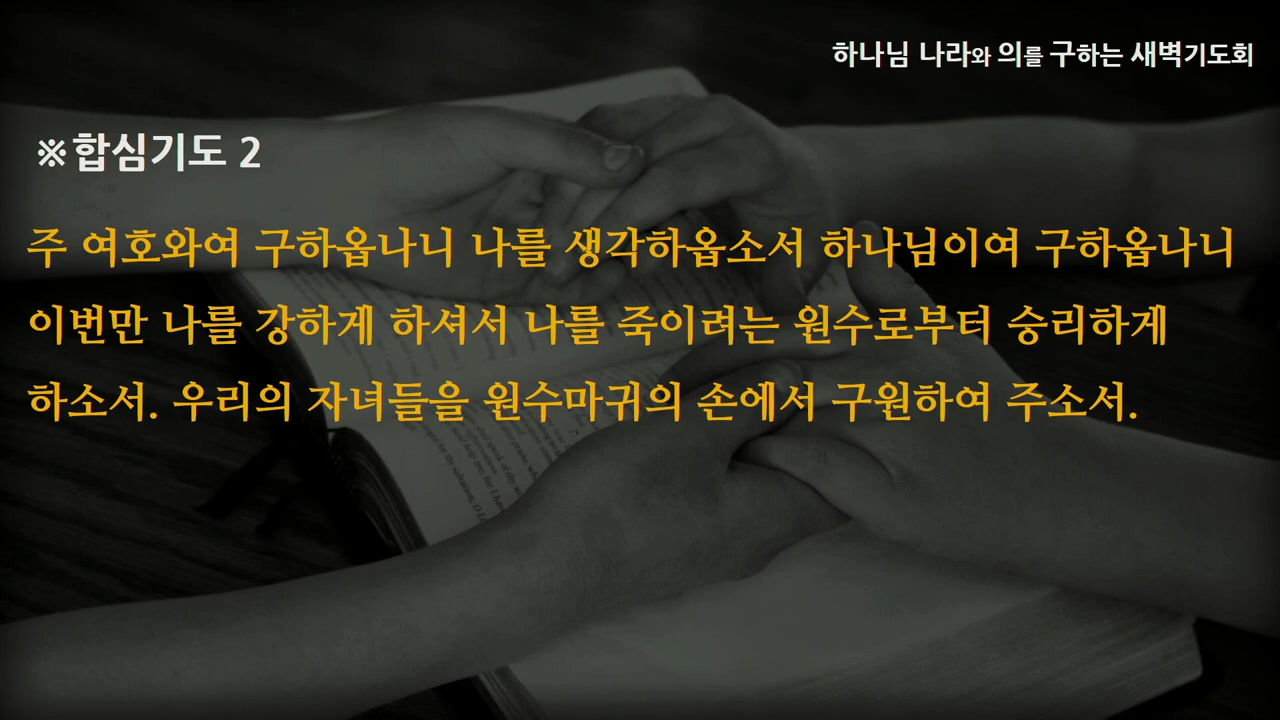 하나님 나라와 의를 구하는 새벽기도회
※합심기도 2
주 여호와여 구하옵나니 나를 생각하옵소서 하나님이여 구하옵나니
이번만 나를 강하게 하셔서 나를 죽이려는 원수로부터 승리하게
하소서. 우리의 자녀들을 원수마귀의 손에서 구원하여 주소서.